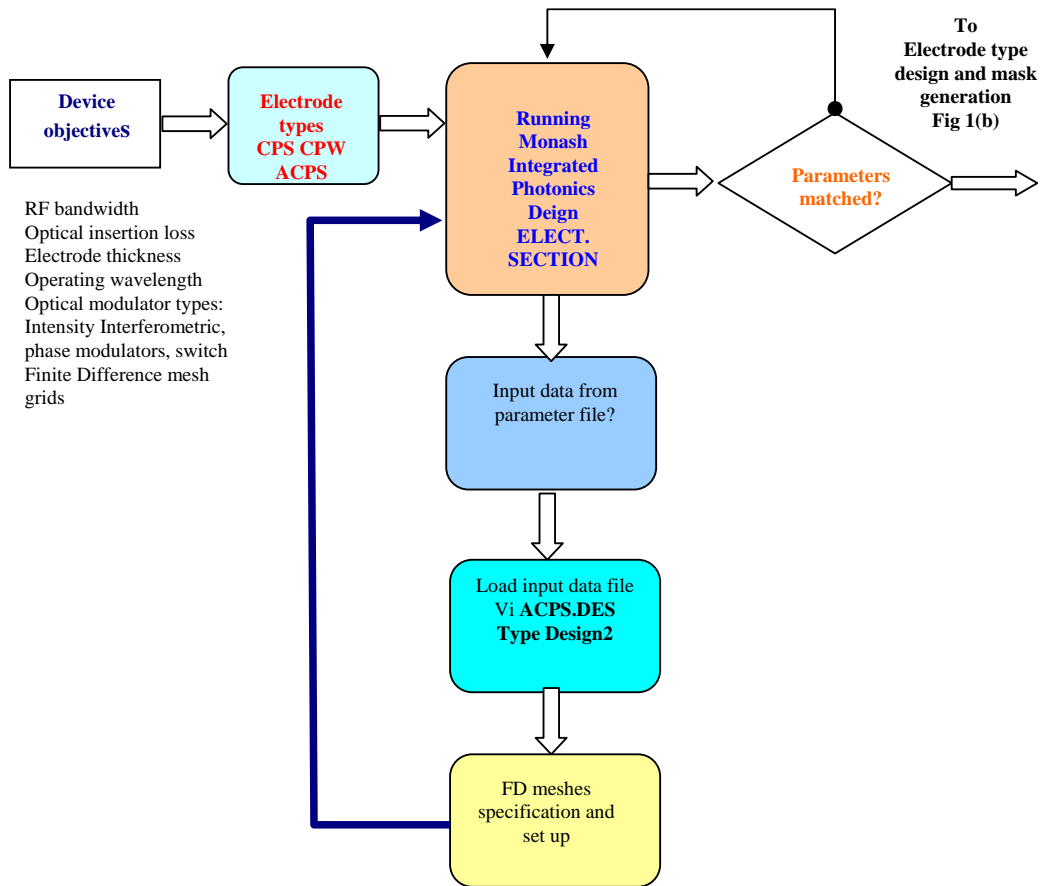 Device
objectiveS
RF bandwidth
Optical insertion loss
Electrode thickness
Operating wavelength
Optical modulator types:
Intensity Interferometric,
phase modulators, switch
Finite Difference mesh
grids
Electrode
types
CPS CPW
ACPS
Running
Monash
Integrated
Photonics
Deign
ELECT.
SECTION
Parameters
matched?
To
Electrode type
design and mask
generation
Fig 1(b)
Input data from
parameter file?
Load input data file
Vi ACPS.DES
Type Design2
FD meshes
specification and
set up